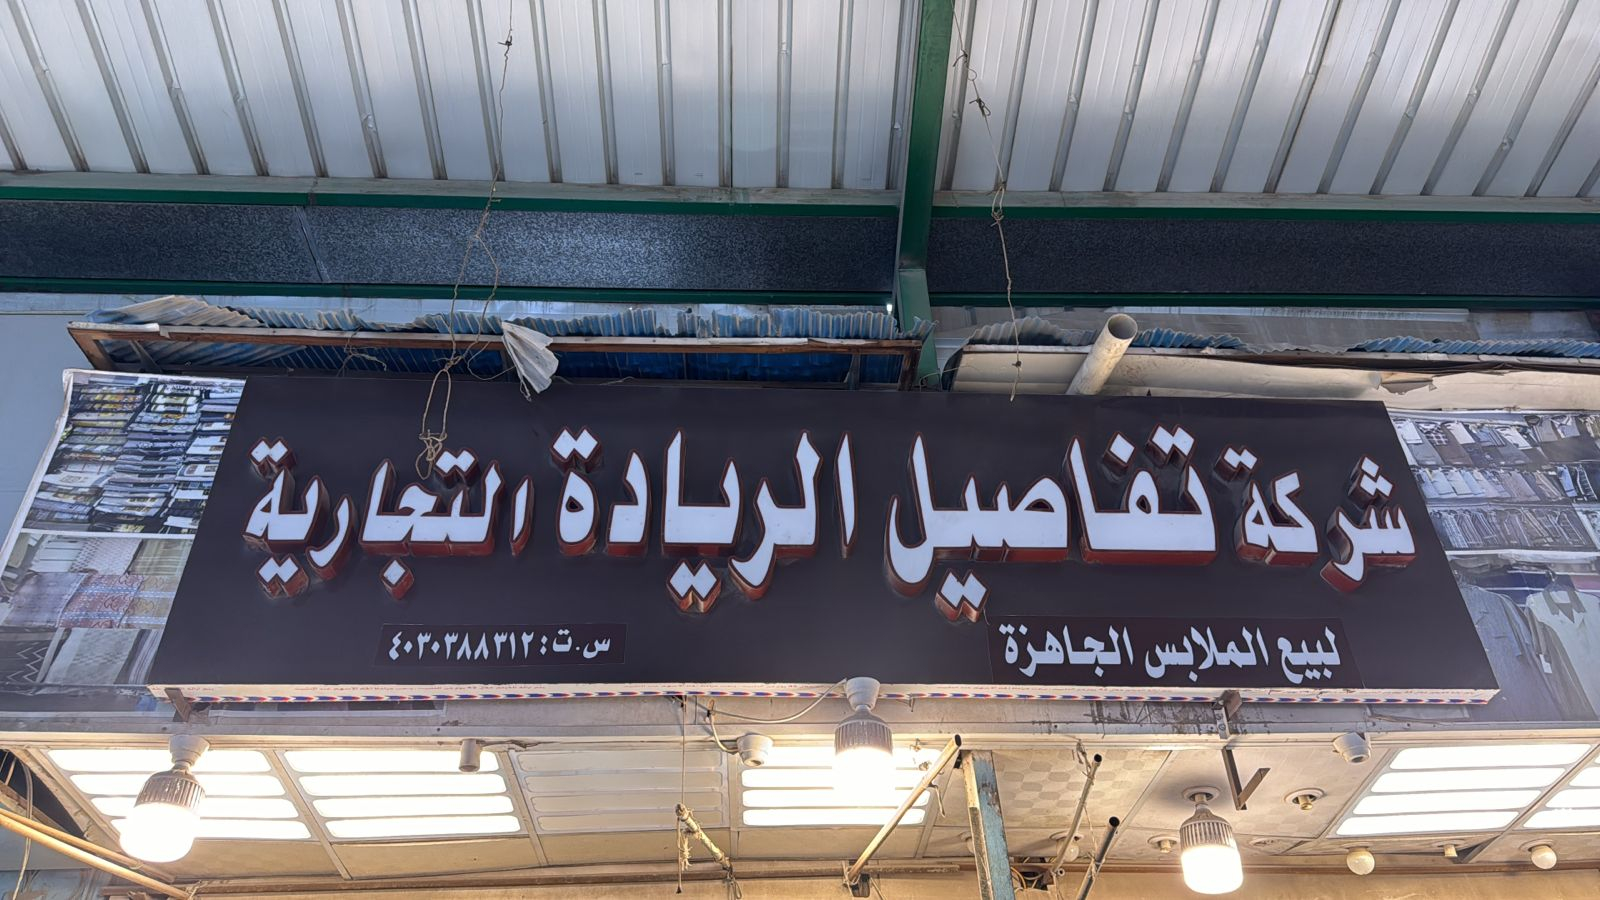 شركة تفاصيل الريادة التجارية
لبيع الملابس الجاهزة
س.ت: ٤٠٣٠٣٨٨٣١٢